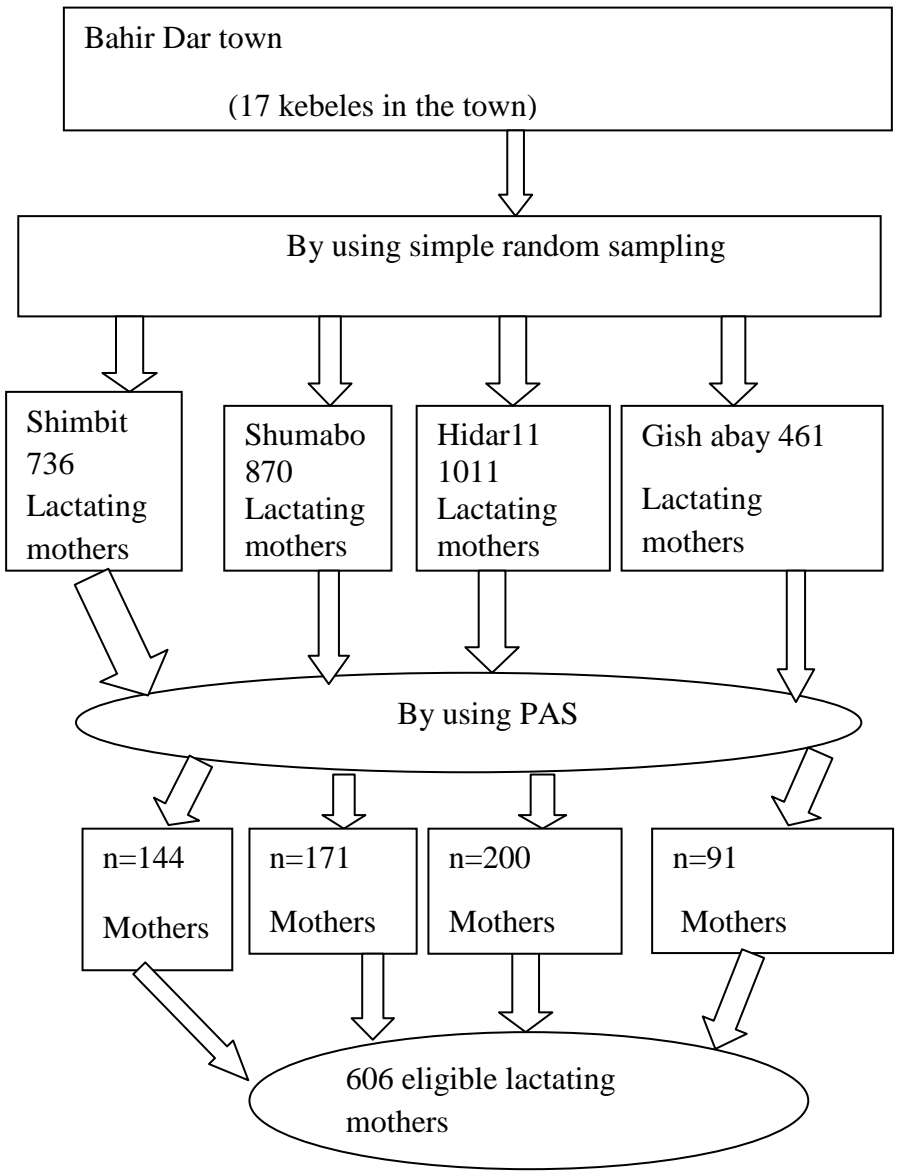 Bahir Dar town
(17 kebeles in the town)
By using simple random sampling
Shimbit
736
Lactating
mothers
Shumabo
870
Lactating
mothers
Hidar11
1011
Lactating
mothers
Gish abay 461
Lactating
mothers
By using PAS
n=144
Mothers
n=171
Mothers
n=200
Mothers
n=91
Mothers
606 eligible lactating
mothers